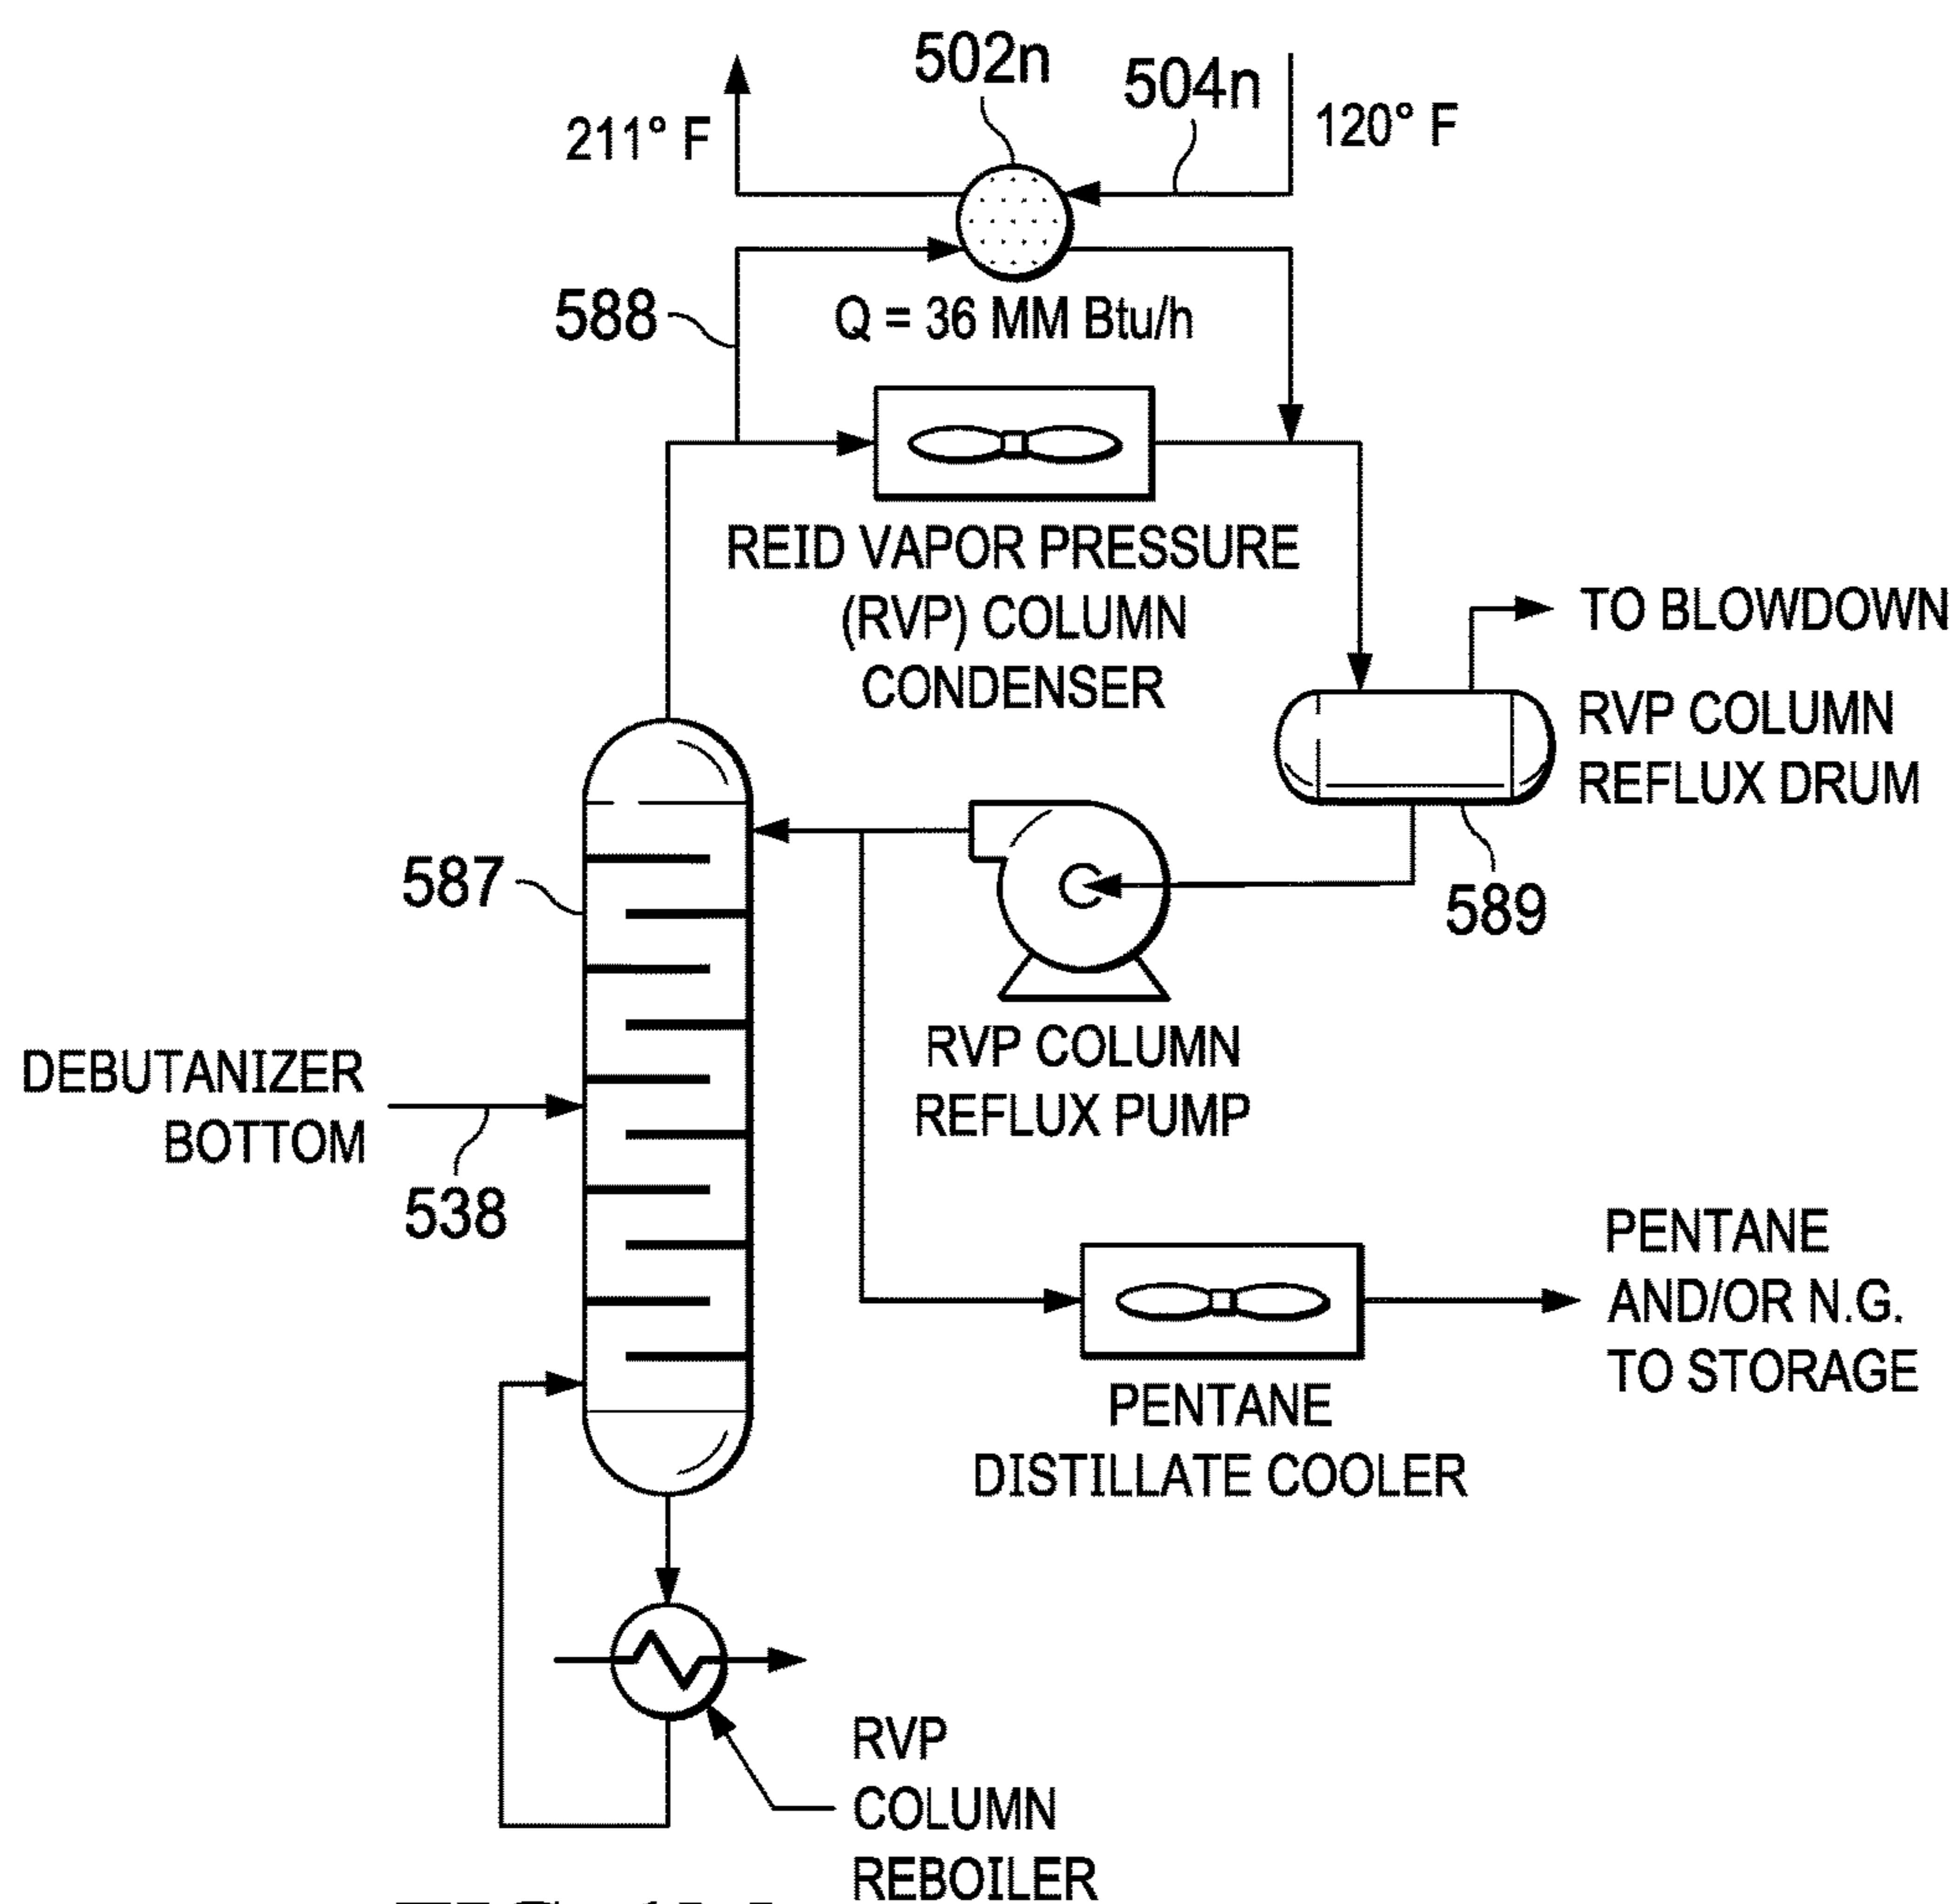 502n
504n
211° F
120° F
588
Q = 36 MM Btu/h
REID VAPOR PRESSURE
(RVP) COLUMN
CONDENSER
TO BLOWDOWN
RVP COLUMN
REFLUX DRUM
587
589
RVP COLUMN
REFLUX PUMP
DEBUTANIZER
BOTTOM
538
PENTANE
AND/OR N.G.
TO STORAGE
PENTANE
DISTILLATE COOLER
RVP
COLUMN
REBOILER